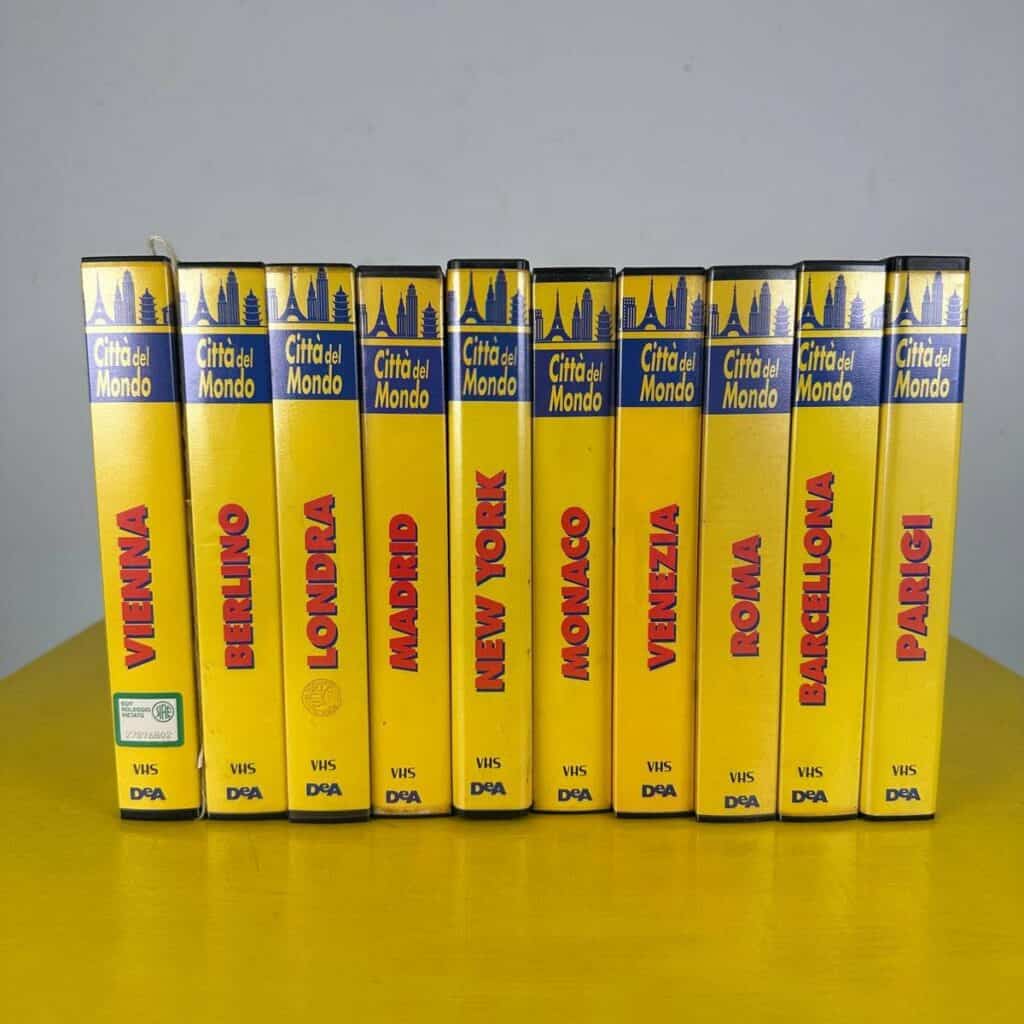 Città del
Mondo
VIENNA
NOLEGGIO
VIETATO
VHS
DeA
Città del
Mondo
BERLINO
VHS
DeA
Città del
Mondo
LONDRA
VHS
DeA
Città del
Mondo
MADRID
VHS
DeA
Città del
Mondo
NEW YORK
VHS
DeA
Città del
Mondo
MONACO
VHS
DeA
Città del
Mondo
VENEZIA
VHS
DeA
Città del
Mondo
ROMA
VHS
DeA
Città del
Mondo
BARCELLONA
VHS
DeA
Città del
Mondo
PARIGI
VHS
DeA